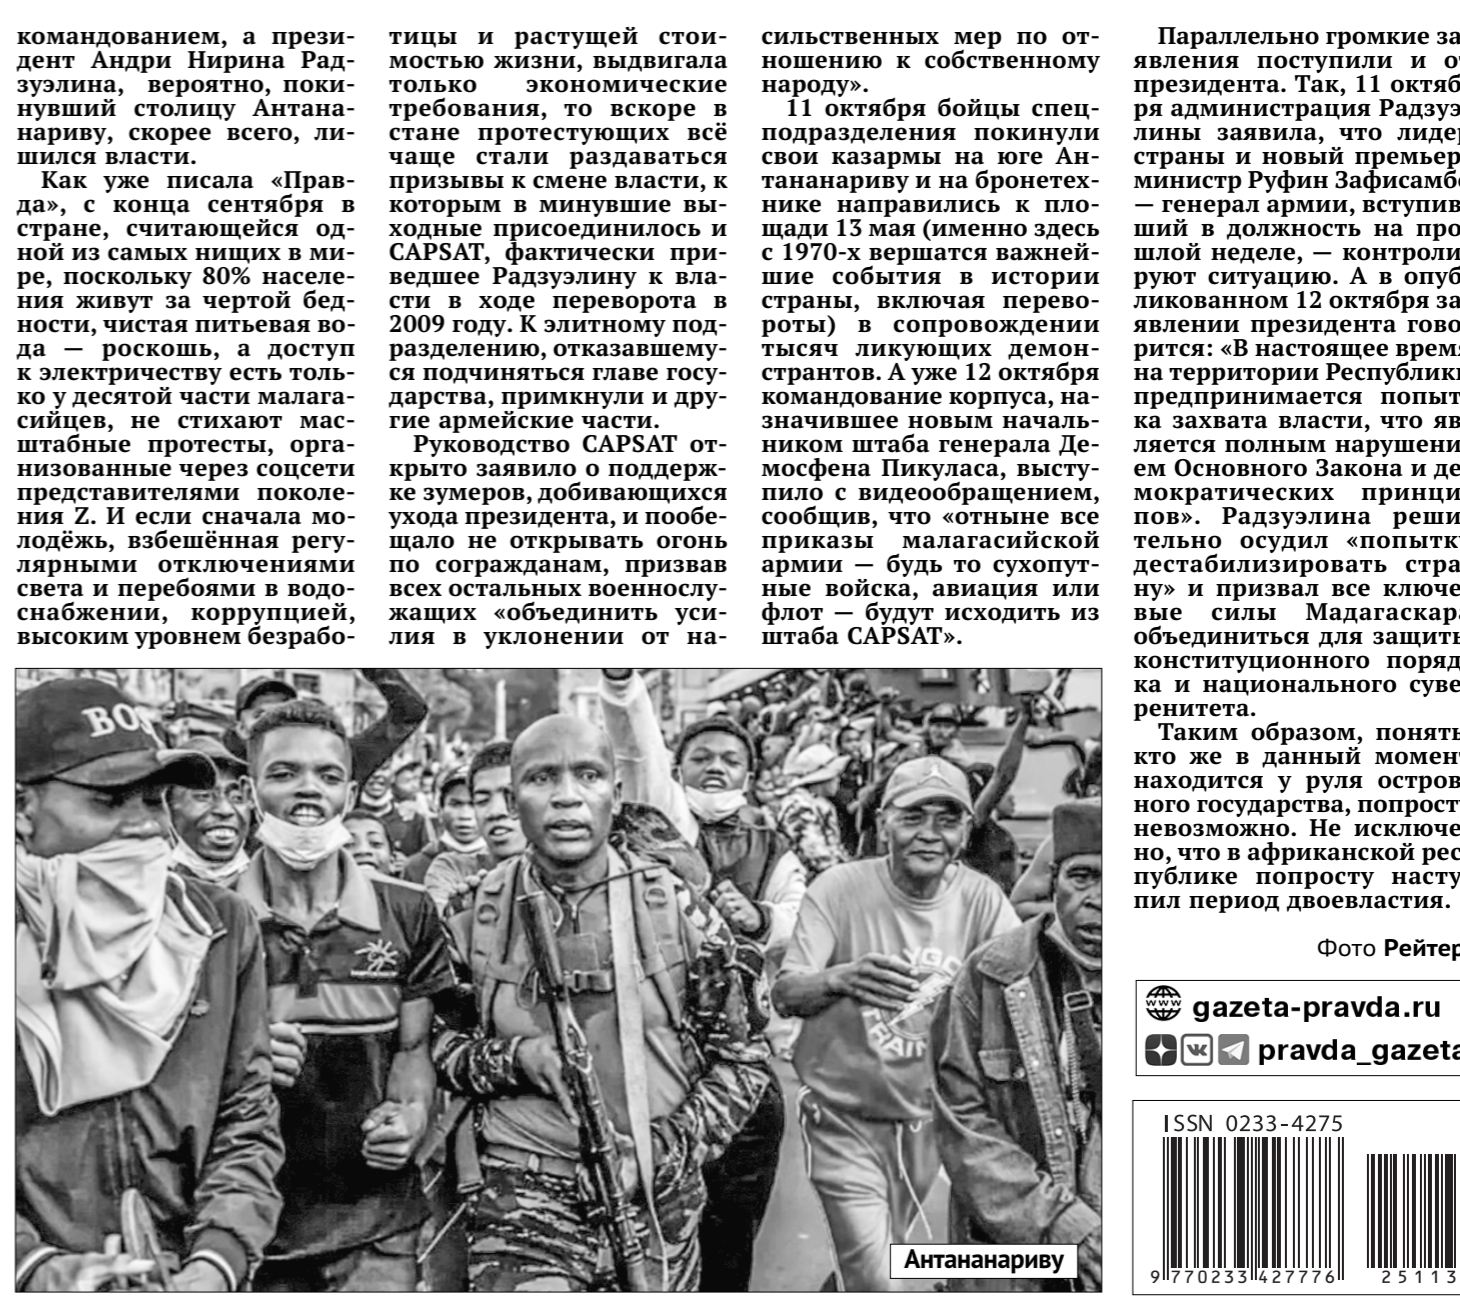 командованием, а прези-
дент Андри Нирина Рад-
зуэлина, вероятно, поки-
нувший столицу Антана-
нариву, скорее всего, ли-
шился власти.
Как уже писала «Прав-
да», с конца сентября в
стране, считающейся од-
ной из самых нищих в ми-
ре, поскольку 80% населе-
ния живут за чертой бед-
ности, чистая питьевая во-
да — роскошь, а доступ
к электричеству есть толь-
ко у десятой части малага-
сийцев, не стихают мас-
штабные протесты, орга-
низованные через соцсети
представителями поколе-
ния Z. И если сначала мо-
лодёжь, взбешённая регу-
лярными отключениями
света и перебоями в водо-
снабжении, коррупцией,
высоким уровнем безрабо-
тицы и растущей стои-
мостью жизни, выдвигала
только экономические
требования, то вскоре в
стане протестующих всё
чаще стали раздаваться
призывы к смене власти, к
которым в минувшие вы-
ходные присоединилось и
CAPSAT, фактически при-
ведшее Радзуэлину к вла-
сти в ходе переворота в
2009 году. К элитному под-
разделению, отказавшему-
ся подчиняться главе госу-
дарства, примкнули и дру-
гие армейские части.
Руководство CAPSAT от-
крыто заявило о поддерж-
ке зумеров, добивающихся
ухода президента, и пообе-
щало не открывать огонь
по согражданам, призвав
всех остальных военнослу-
жащих «объединить уси-
лия в уклонении от на-
сильственных мер по от-
ношению к собственному
народу».
11 октября бойцы спец-
подразделения покинули
свои казармы на юге Ан-
тананариву и на бронетех-
нике направились к пло-
щади 13 мая (именно здесь
с 1970-х вершатся важней-
шие события в истории
страны, включая перево-
роты) в сопровождении
тысяч ликующих демон-
странтов. А уже 12 октября
командование корпуса, на-
значившее новым началь-
ником штаба генерала Де-
мосфена Пикуласа, высту-
пило с видеообращением,
сообщив, что «отныне все
приказы малагасийской
армии — будь то сухопут-
ные войска, авиация или
флот — будут исходить из
штаба CAPSAT».
Параллельно громкие за-
явления поступили и от
президента. Так, 11 октяб-
ря администрация Радзуэ-
лины заявила, что лидер
страны и новый премьер-
министр Руфин Зафисамбо
— генерал армии, вступив-
ший в должность на про-
шлой неделе, — контроли-
руют ситуацию. А в опуб-
ликованном 12 октября за-
явлении президента гово-
рится: «В настоящее время
на территории Республики
предпринимается попыт-
ка захвата власти, что яв-
ляется полным нарушени-
ем Основного Закона и де-
мократических принци-
пов». Радзуэлина реши-
тельно осудил «попытку
дестабилизировать стра-
ну» и призвал все ключе-
вые силы Мадагаскара
объединиться для защиты
конституционного поряд-
ка и национального суве-
ренитета.
Таким образом, понять,
кто же в данный момент
находится у руля остров-
ного государства, попросту
невозможно. Не исключе-
но, что в африканской рес-
публике попросту насту-
пил период двоевластия.
Фото Рейтер
BOS
TRAIN
Антананариву
www gazeta-pravda.ru
pravda_gazeta
ISSN 0233-4275
9 770233 427776
25113